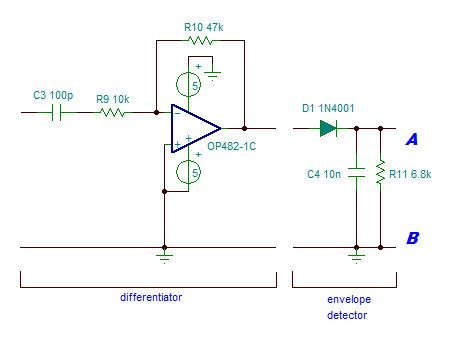 R10 47k
+
5
C3 100p
R9 10k
−
+
+
OP482-1C
+
5
D1 1N4001
A
C4 10n
R11 6.8k
B
differentiator
envelope
detector